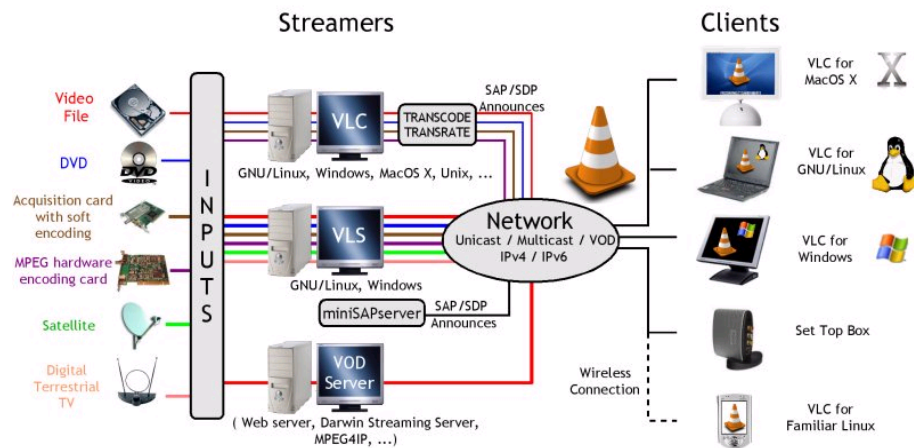 Streamers
Clients
Video
File
DVD
Acquisition card
with soft
encoding
MPEG hardware
encoding card
Satellite
Digital
Terrestrial
TV
DVD
VIDEO
INPUTS
VLC
TRANSCODE
TRANSRATE
SAP/SDP
Announces
GNU/Linux, Windows, MacOS X, Unix, ...
VLS
GNU/Linux, Windows
Network
Unicast / Multicast / VOD
IPv4 / IPv6
miniSAPserver
SAP/SDP
Announces
VOD
Server
( Web server, Darwin Streaming Server,
MPEG4IP, ...)
VLC for
MacOS X
X
VLC for
GNU/Linux
VLC for
Windows
Set Top Box
Wireless
Connection
VLC for
Familiar Linux